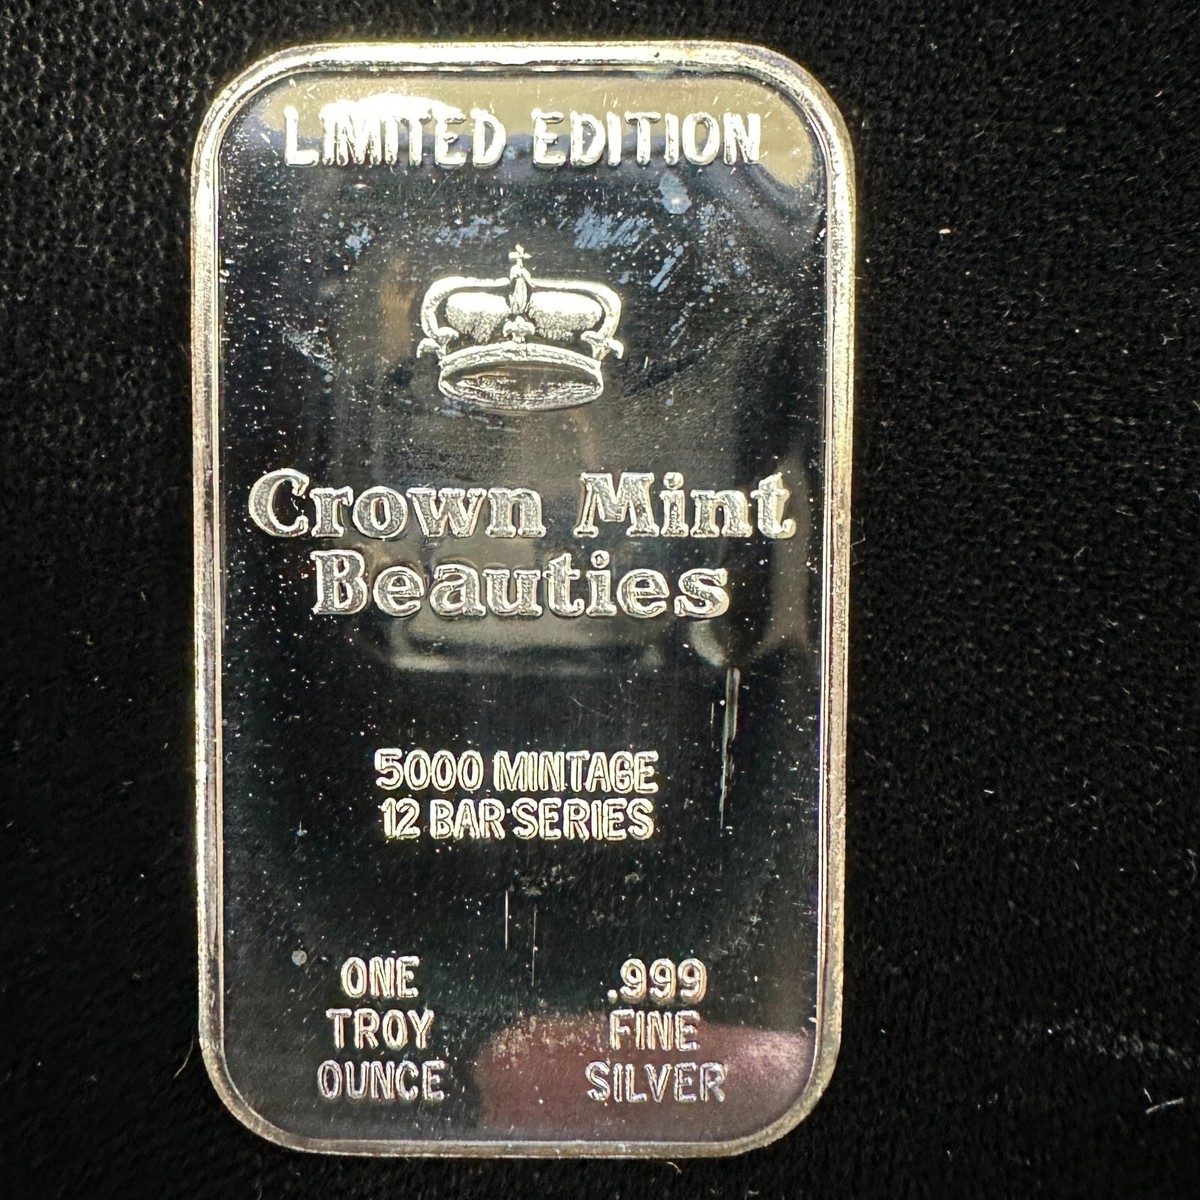 LIMITED EDITION
Crown Mint
Beauties
5000 MINTAGE
12 BAR SERIES
ONE
TROY
OUNCE
.999
FINE
SILVER